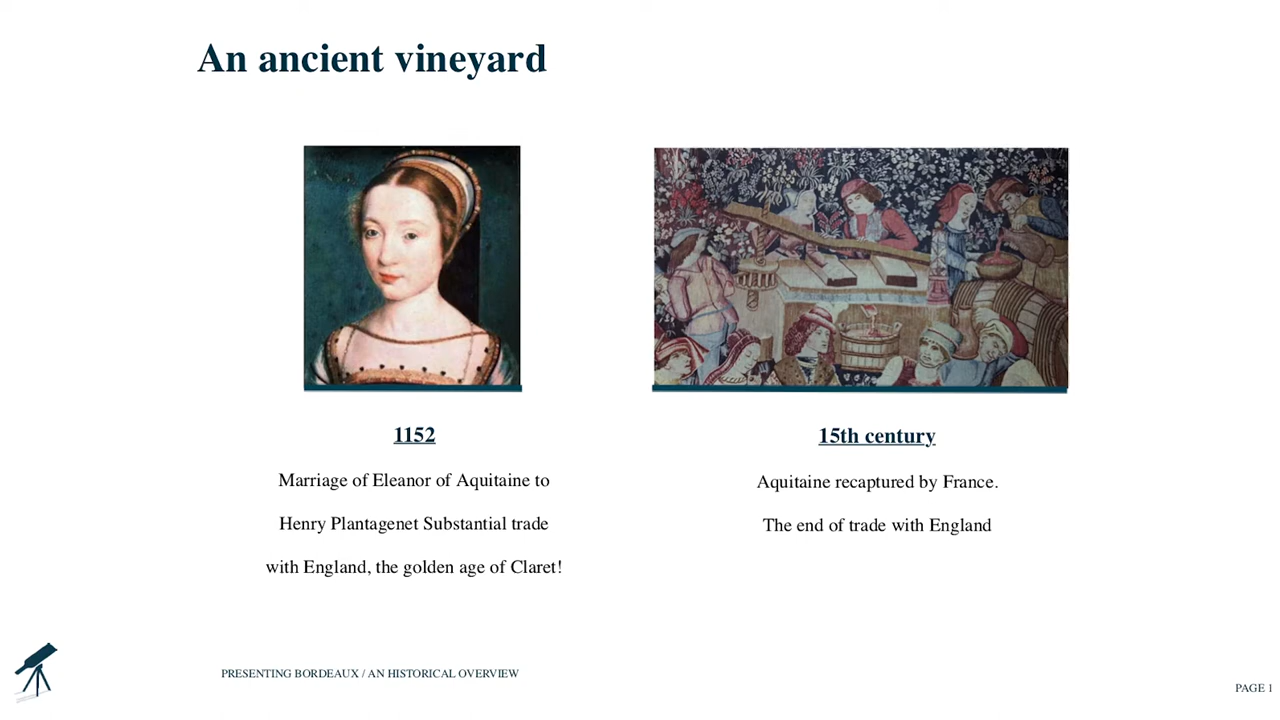 An ancient vineyard
1152
Marriage of Eleanor of Aquitaine to
Henry Plantagenet Substantial trade
with England, the golden age of Claret!
15th century
Aquitaine recaptured by France.
The end of trade with England
PRESENTING BORDEAUX / AN HISTORICAL OVERVIEW
PAGE 1